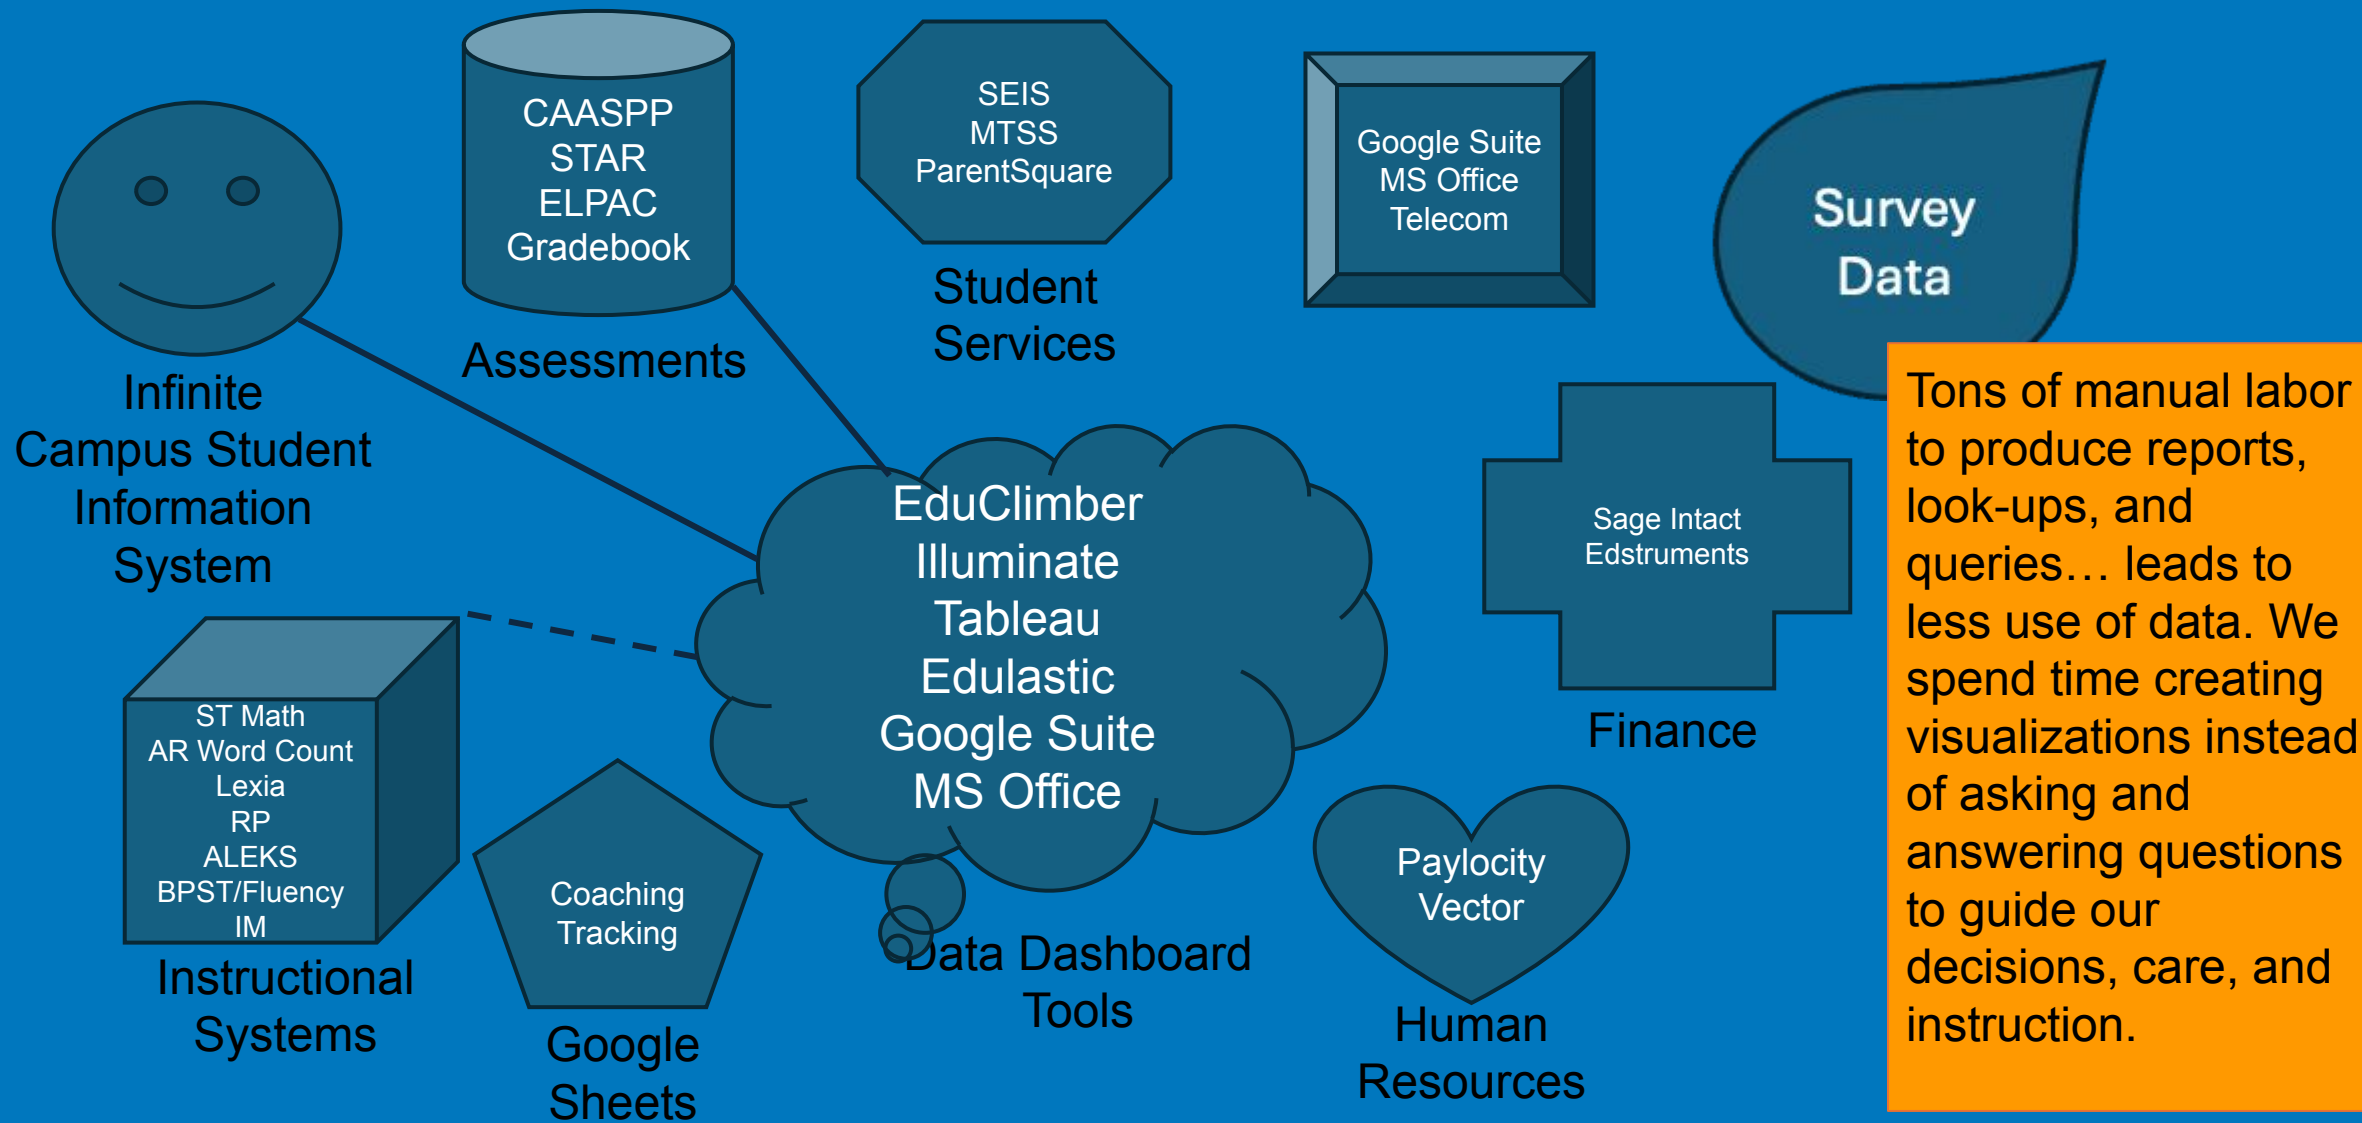 CAASPP
STAR
ELPAC
Gradebook
Assessments
SEIS
MTSS
ParentSquare
Student
Services
Google Suite
MS Office
Telecom
Survey
Data
Infinite
Campus Student
Information
System
EduClimber
Illuminate
Tableau
Edulastic
Google Suite
MS Office
Data Dashboard
Tools
Sage Intact
Edstruments
Finance
ST Math
AR Word Count
Lexia
RP
ALEKS
BPST/Fluency
IM
Instructional
Systems
Coaching
Tracking
Google
Sheets
Paylocity
Vector
Human
Resources
Tons of manual labor
to produce reports,
look-ups, and
queries… leads to
less use of data. We
spend time creating
visualizations instead
of asking and
answering questions
to guide our
decisions, care, and
instruction.